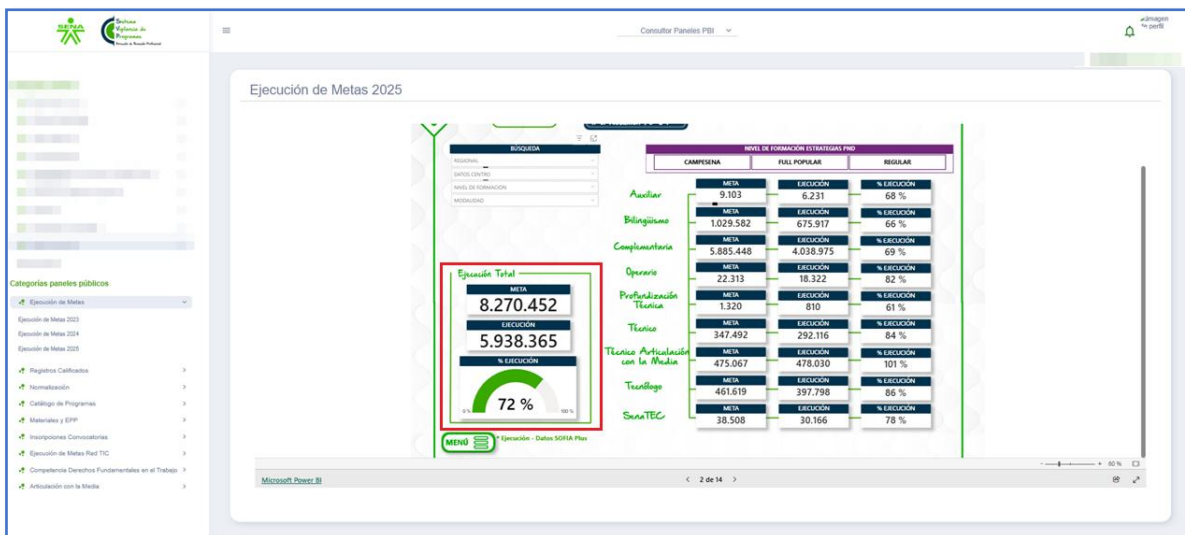 SENA
Sistema
Vigilancia de
Programas
Consultor Paneles PBI
Imagen
perfil
Ejecución de Metas 2025
Categorías paneles públicos
Ejecución de Metas
Ejecución de Metas 2023
Ejecución de Metas 2024
Ejecución de Metas 2025
Registros Calificados
Normalización
Catálogo de Programas
Materiales y EPP
Inscripciones Convocatorias
Ejecución de Metas Red TIC
Competencia Derechos Fundamentales en el Trabajo
Articulación con la Media
BÚSQUEDA
REGIONAL
DATOS CENTRO
NIVEL DE FORMACIÓN
MODALIDAD
Ejecución Total
META
8.270.452
EJECUCIÓN
5.938.365
% EJECUCIÓN
72 %
0 %
100 %
MENÚ
* Ejecución - Datos SOFIA Plus
NIVEL DE FORMACIÓN ESTRATEGIAS PND
CAMPESENA FULL POPULAR REGULAR
META EJECUCIÓN % EJECUCIÓN
Auxiliar 9.103 6.231 68 %
META EJECUCIÓN % EJECUCIÓN
Bilingüismo 1.029.582 675.917 66 %
META EJECUCIÓN % EJECUCIÓN
Complementaria 5.885.448 4.038.975 69 %
META EJECUCIÓN % EJECUCIÓN
Operario 22.313 18.322 82 %
META EJECUCIÓN % EJECUCIÓN
Profundización
Técnica 1.320 810 61 %
META EJECUCIÓN % EJECUCIÓN
Técnico 347.492 292.116 84 %
META EJECUCIÓN % EJECUCIÓN
Técnico Articulación
con la Media 475.067 478.030 101 %
META EJECUCIÓN % EJECUCIÓN
Tecnólogo 461.619 397.798 86 %
META EJECUCIÓN % EJECUCIÓN
SenaTEC 38.508 30.166 78 %
- + 80 %
Microsoft Power BI
2 de 14